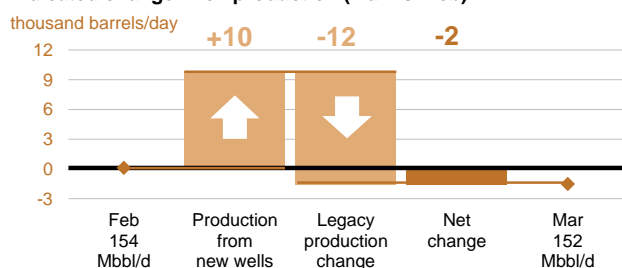 thousand barrels/day
+10 -12 -2
12
9
6
3
0
-3
Feb
154
Mbbl/d
Production
from
new wells
Legacy
production
change
Net
change
Mar
152
Mbbl/d